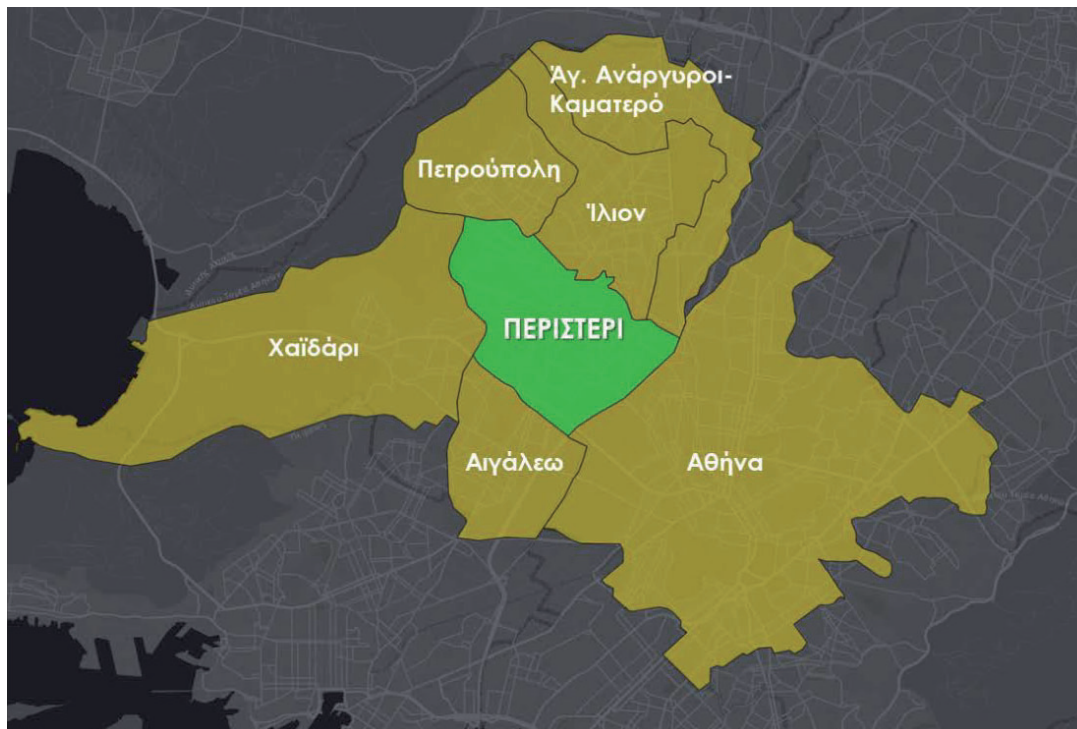 Άγ. Ανάργυροι-
Καματερό
Πετρούπολη
Ίλιον
ΠΕΡΙΣΤΕΡΙ
Χαϊδάρι
Αιγάλεω
Αθήνα